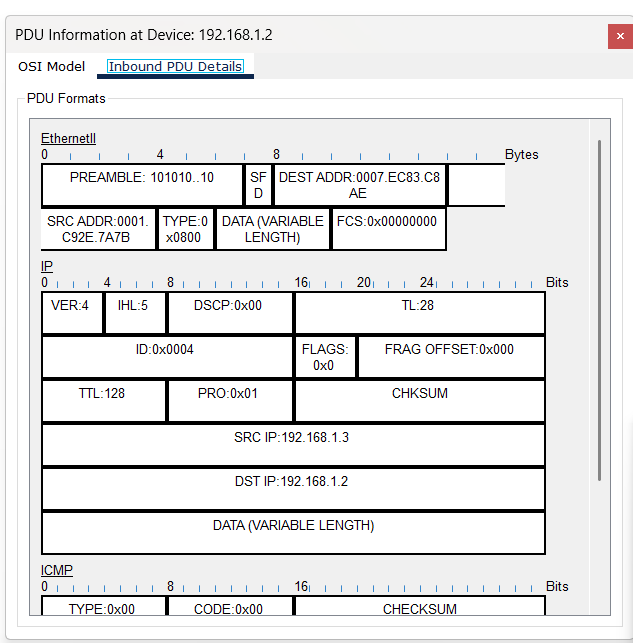 PDU Information at Device: 192.168.1.2
×
OSI Model Inbound PDU Details
PDU Formats
EthernetII
0 4 8 Bytes
PREAMBLE: 101010..10
SF
D
DEST ADDR:0007.EC83.C8
AE
SRC ADDR:0001.
C92E.7A7B
TYPE:0
x0800
DATA (VARIABLE
LENGTH)
FCS:0x00000000
IP
0 4 8 16 20 24 Bits
VER:4 IHL:5 DSCP:0x00 TL:28
ID:0x0004
FLAGS:
0x0
FRAG OFFSET:0x000
TTL:128 PRO:0x01 CHKSUM
SRC IP:192.168.1.3
DST IP:192.168.1.2
DATA (VARIABLE LENGTH)
ICMP
0 8 16 Bits
TYPE:0x00 CODE:0x00 CHECKSUM